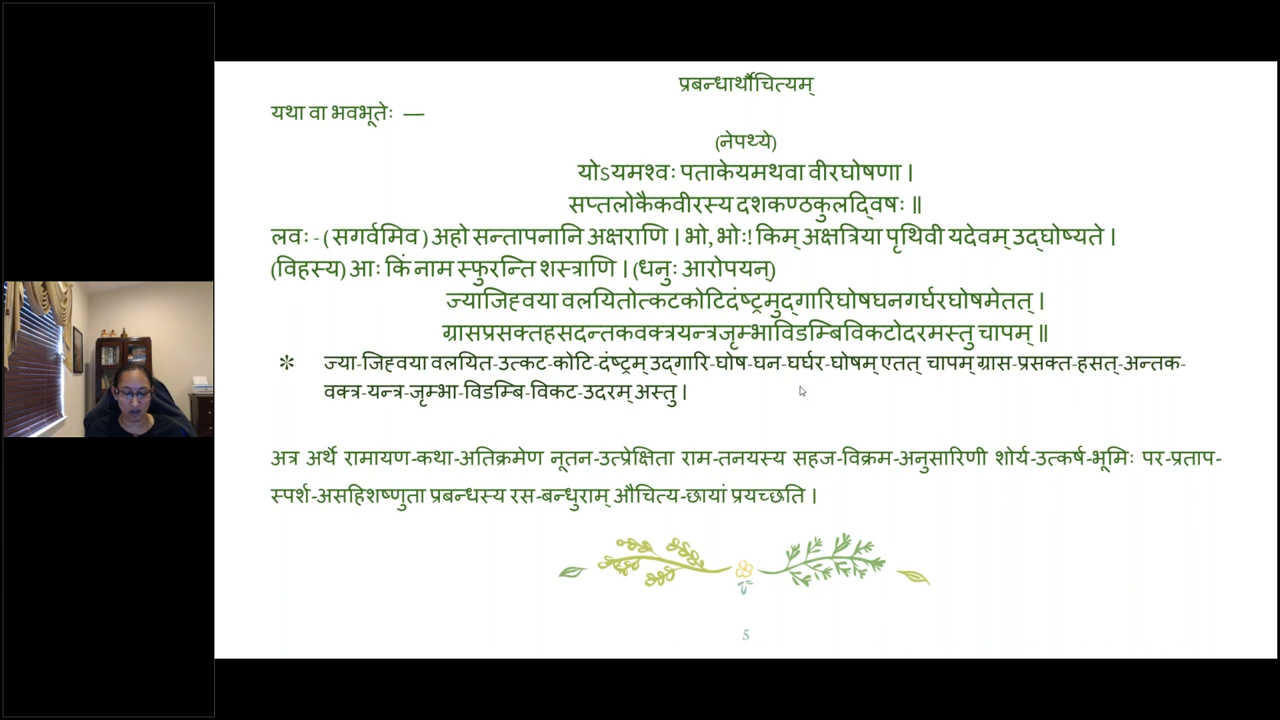 प्रबन्धार्थौचित्यम्
यथा वा भवभूतेः —
(नेपथ्ये)
योऽयमश्वः पताकेयमथवा वीरघोषणा ।
सप्तलोकैकवीरस्य दशकण्ठकुलद्विषः ॥
लवः - ( सगर्वमिव ) अहो सन्तापनानि अक्षराणि । भो, भोः! किम् अक्षत्रिया पृथिवी यदेवम् उद्घोष्यते ।
(विहस्य) आः किं नाम स्फुरन्ति शस्त्राणि । (धनुः आरोपयन्)
ज्याजिह्वया वलयितोत्कटकोटिदंष्ट्रमुद्गारिघोषघनगर्घरघोषमेतत् ।
ग्रासप्रसक्तहसदन्तकवक्त्रयन्त्रजृम्भाविडम्बिविकटोदरमस्तु चापम् ॥
* ज्या-जिह्वया वलयित-उत्कट-कोटि-दंष्ट्रम् उद्गारि-घोष-घन-घर्घर-घोषम् एतत् चापम् ग्रास-प्रसक्त-हसत्-अन्तक-
वक्त्र-यन्त्र-जृम्भा-विडम्बि-विकट-उदरम् अस्तु ।
अत्र अर्थे रामायण-कथा-अतिक्रमेण नूतन-उत्प्रेक्षिता राम-तनयस्य सहज-विक्रम-अनुसारिणी शोर्य-उत्कर्ष-भूमिः पर-प्रताप-
स्पर्श-असहिशष्णुता प्रबन्धस्य रस-बन्धुराम् औचित्य-छायां प्रयच्छति ।
5